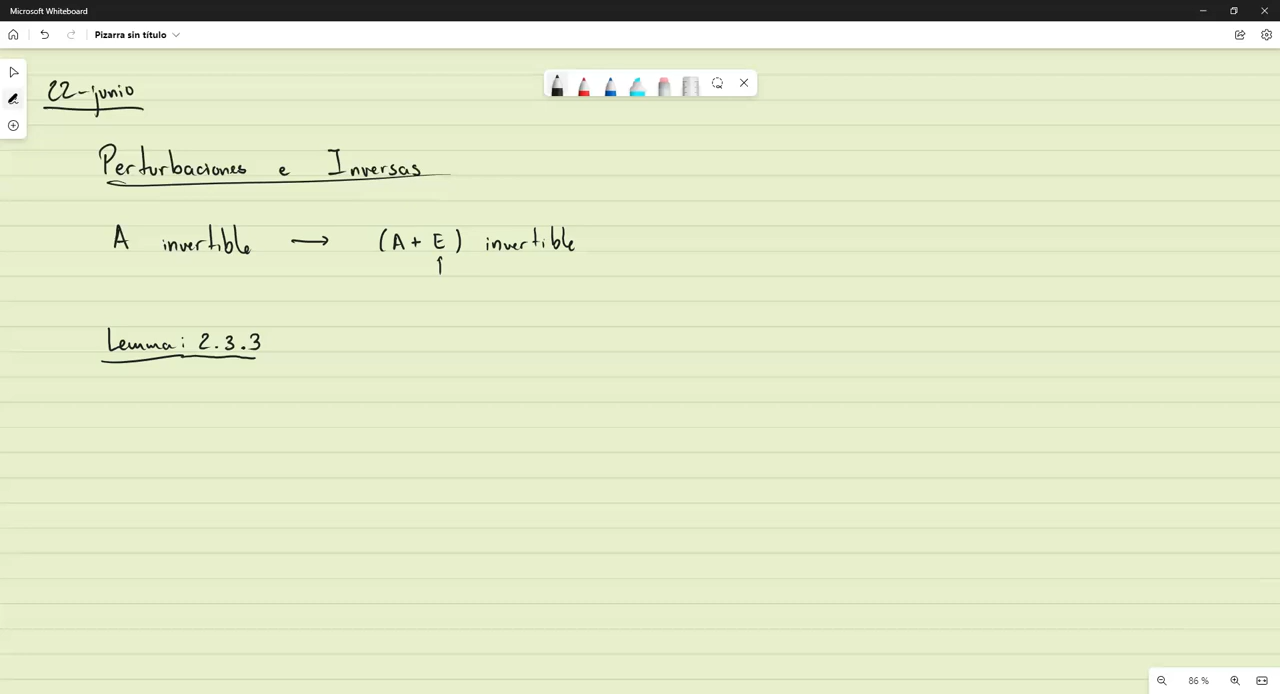 Microsoft Whiteboard
Pizarra sin título
22-junio
Perturbaciones e Inversas
A invertible ⟶ (A + E) invertible
↑
Lemma: 2.3.3
86 %